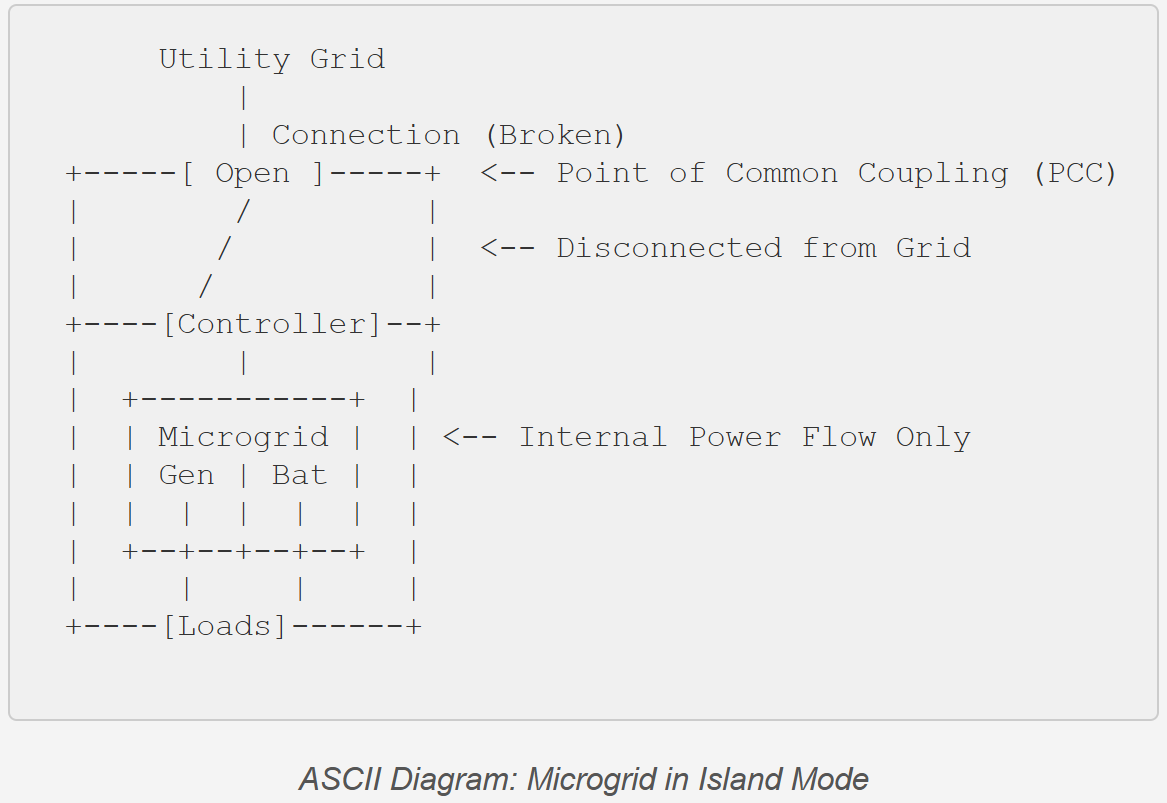 Utility Grid
            |
            | Connection (Broken)
   +-----[ Open ]-----+  <-- Point of Common Coupling (PCC)
   |        /         |
   |       /          |  <-- Disconnected from Grid
   |      /           |
   +----[Controller]--+
   |        |         |
   |  +-----------+  |
   |  | Microgrid |  | <-- Internal Power Flow Only
   |  | Gen | Bat |  |
   |  |  |  |  |  |  |
   |  +--+--+--+--+  |
   |     |     |     |
   +----[Loads]------+
ASCII Diagram: Microgrid in Island Mode